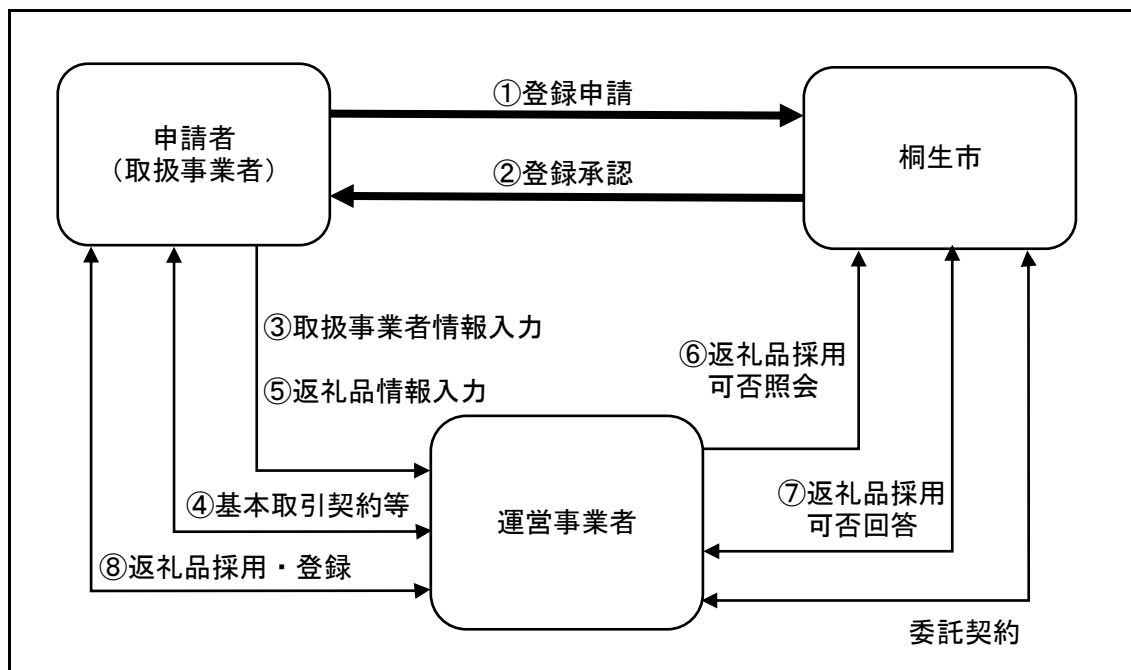 ①登録申請
申請者
（取扱事業者）
桐生市
②登録承認
③取扱事業者情報入力
⑥返礼品採用
可否照会
⑤返礼品情報入力
④基本取引契約等
運営事業者
⑦返礼品採用
可否回答
⑧返礼品採用・登録
委託契約